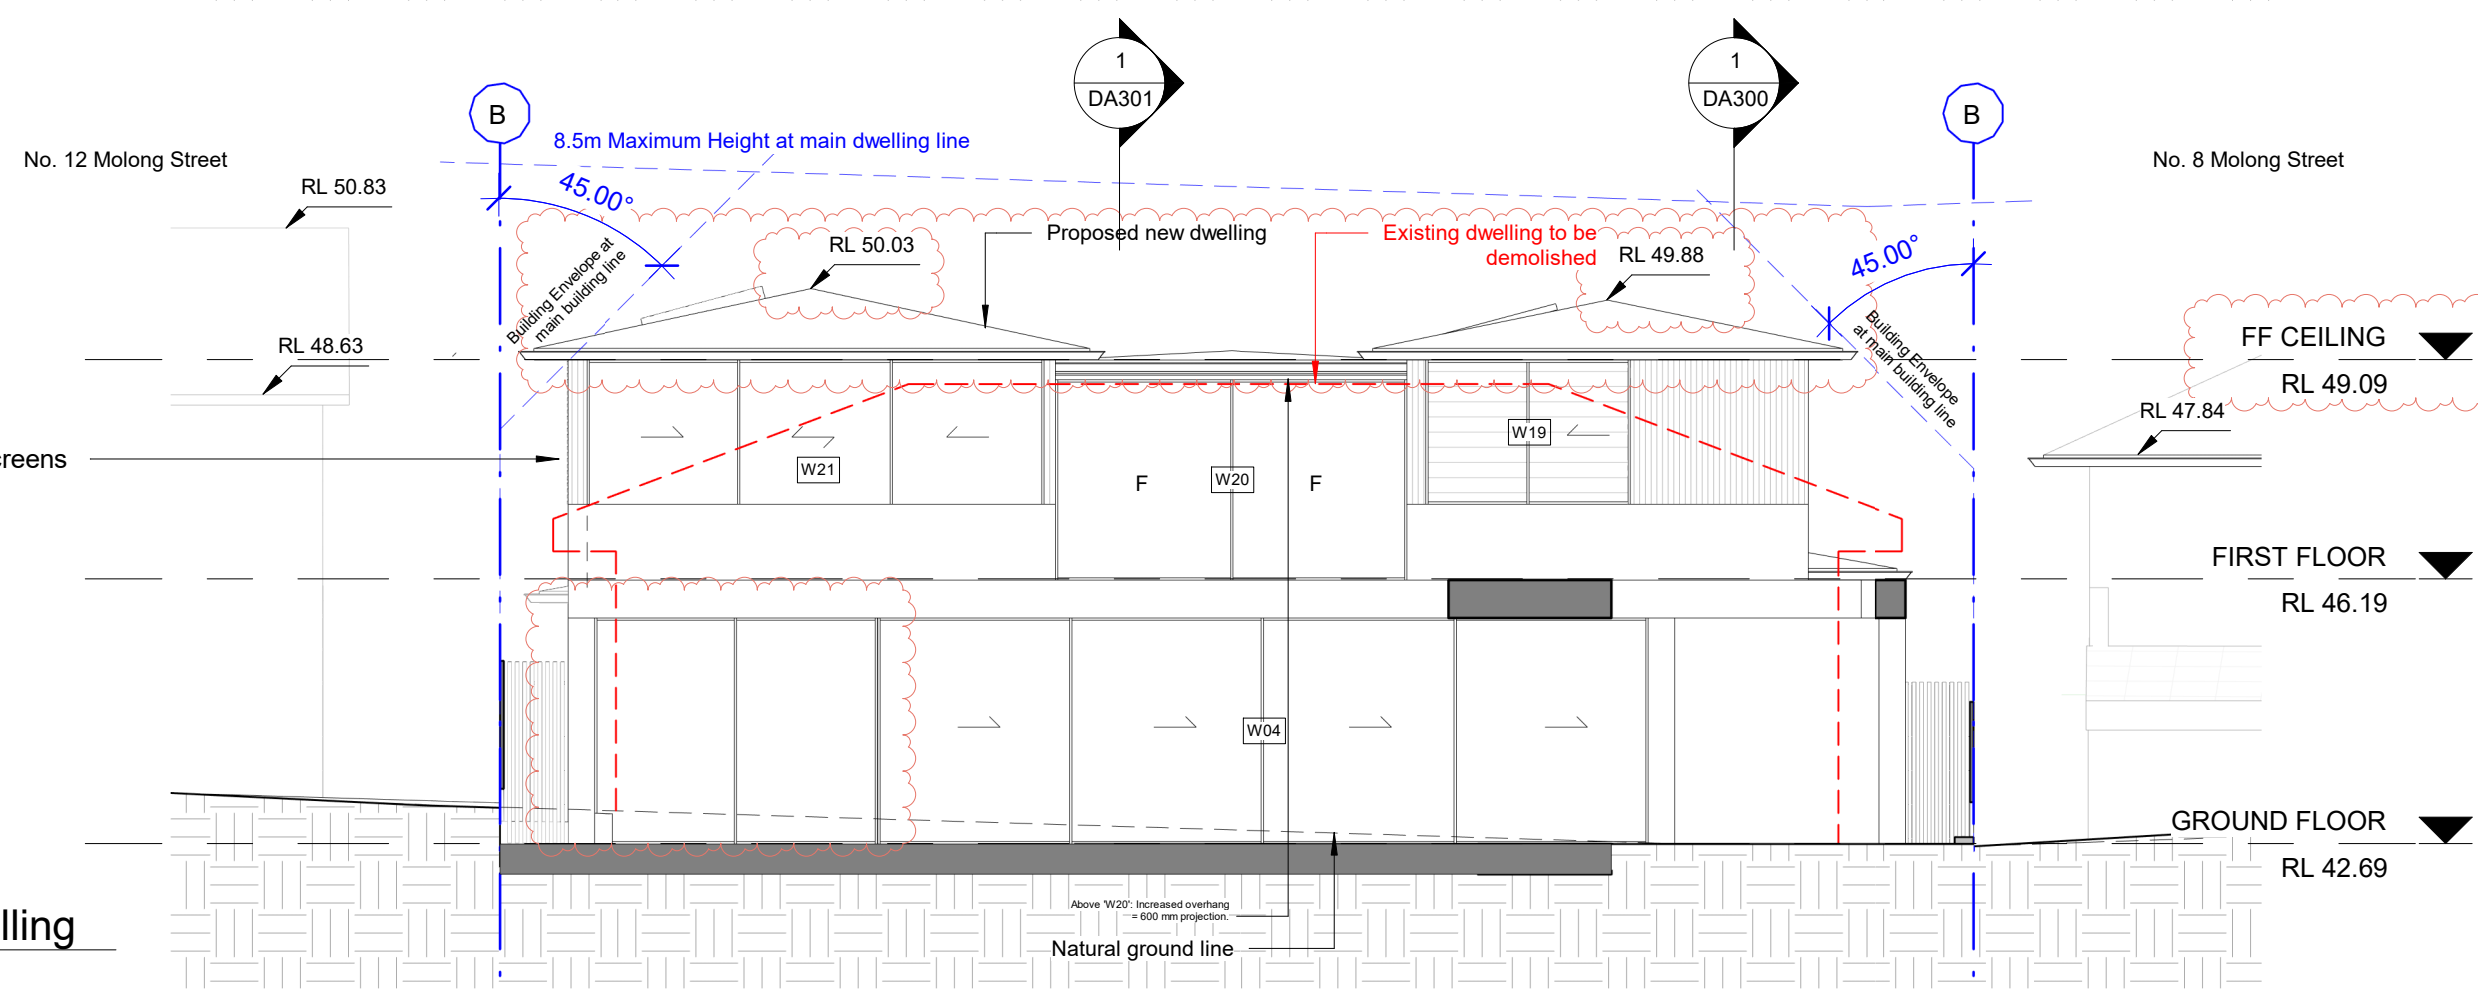 1
DA301
1
DA300
B
B
8.5m Maximum Height at main dwelling line
No. 12 Molong Street
No. 8 Molong Street
RL 50.83
45.00°
45.00°
Building Envelope at
main building line
RL 50.03
Proposed new dwelling
Existing dwelling to be
demolished
RL 49.88
Building Envelope
at main building line
RL 48.63
FF CEILING
RL 49.09
RL 47.84
creens
W21
F
W20
F
W19
FIRST FLOOR
RL 46.19
W04
GROUND FLOOR
RL 42.69
Above 'W20': Increased overhang
= 600 mm projection.
Natural ground line
lling